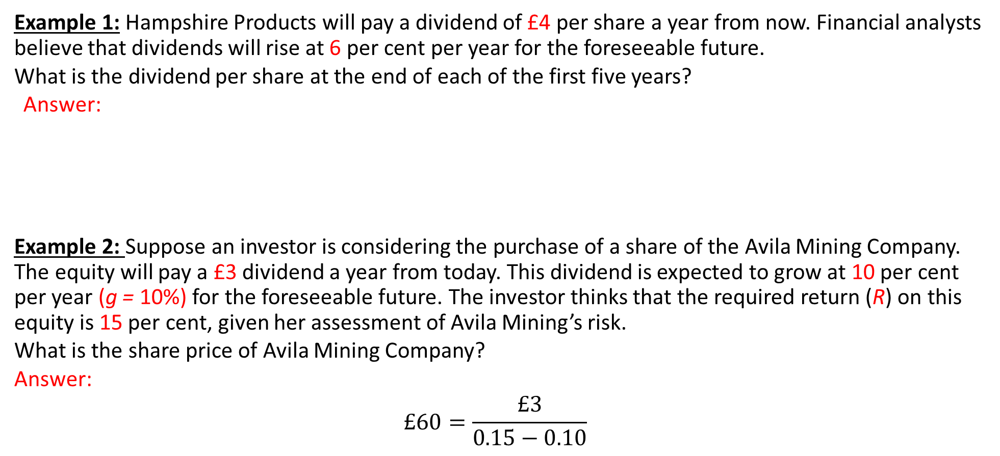 Example 1: Hampshire Products will pay a dividend of £4 per share a year from now. Financial analysts
believe that dividends will rise at 6 per cent per year for the foreseeable future.
What is the dividend per share at the end of each of the first five years?
Answer:
Example 2: Suppose an investor is considering the purchase of a share of the Avila Mining Company.
The equity will pay a £3 dividend a year from today. This dividend is expected to grow at 10 per cent
per year (g = 10%) for the foreseeable future. The investor thinks that the required return (R) on this
equity is 15 per cent, given her assessment of Avila Mining’s risk.
What is the share price of Avila Mining Company?
Answer:
£3
£60 =
0.15 − 0.10